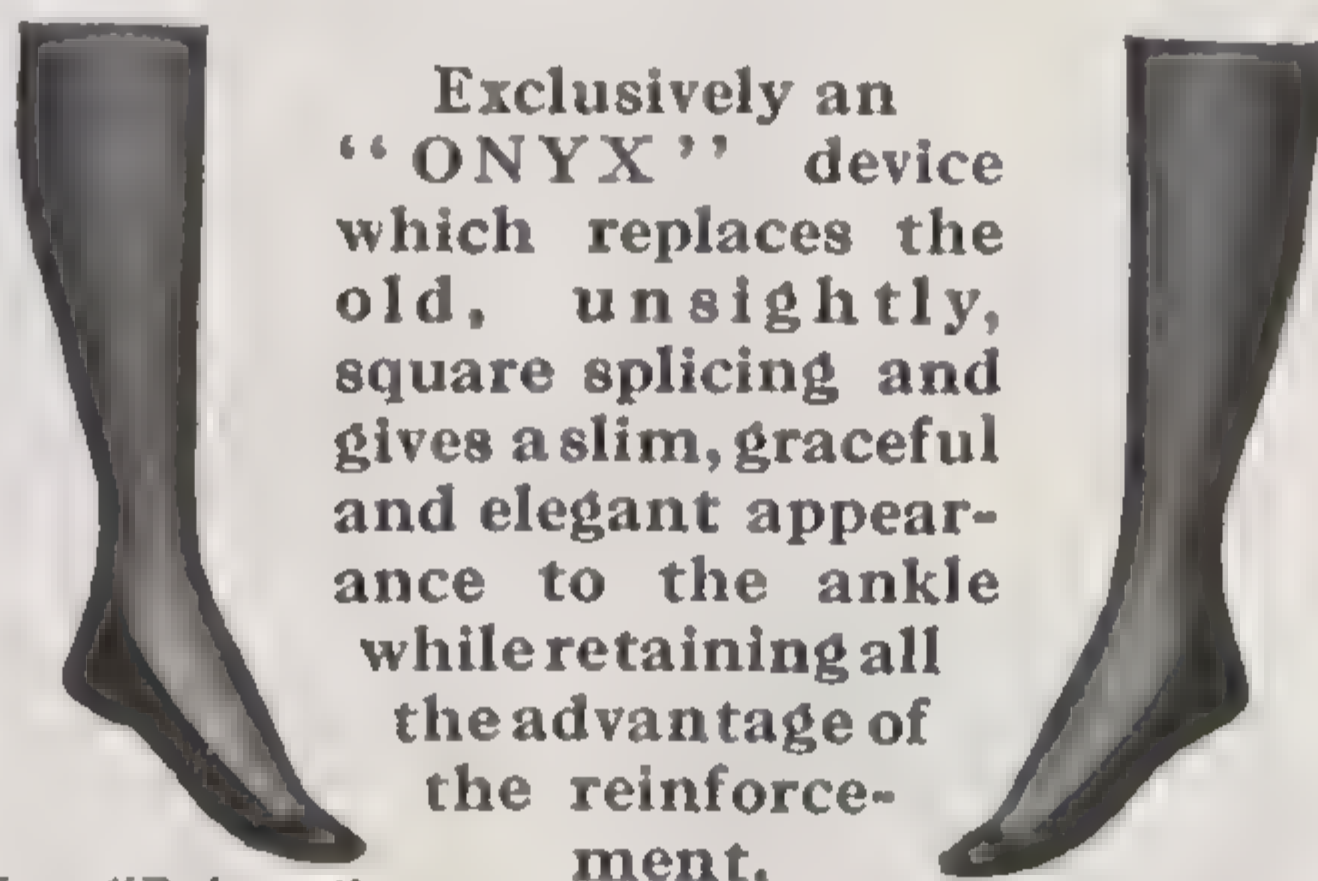 Exclusively an
“ONYX” device
which replaces the
old, unsightly,
square splicing and
gives a slim, graceful
and elegant appear-
ance to the ankle
while retaining all
the advantage of
the reinforce-
ment.